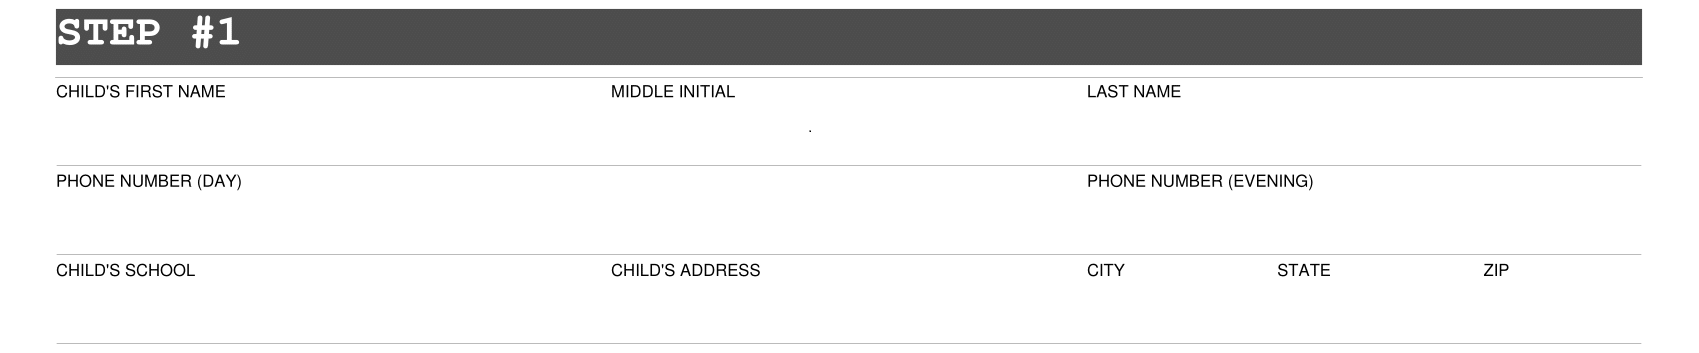 STEP #1
CHILD'S FIRST NAME MIDDLE INITIAL LAST NAME
.
PHONE NUMBER (DAY) PHONE NUMBER (EVENING)
CHILD'S SCHOOL CHILD'S ADDRESS CITY STATE ZIP